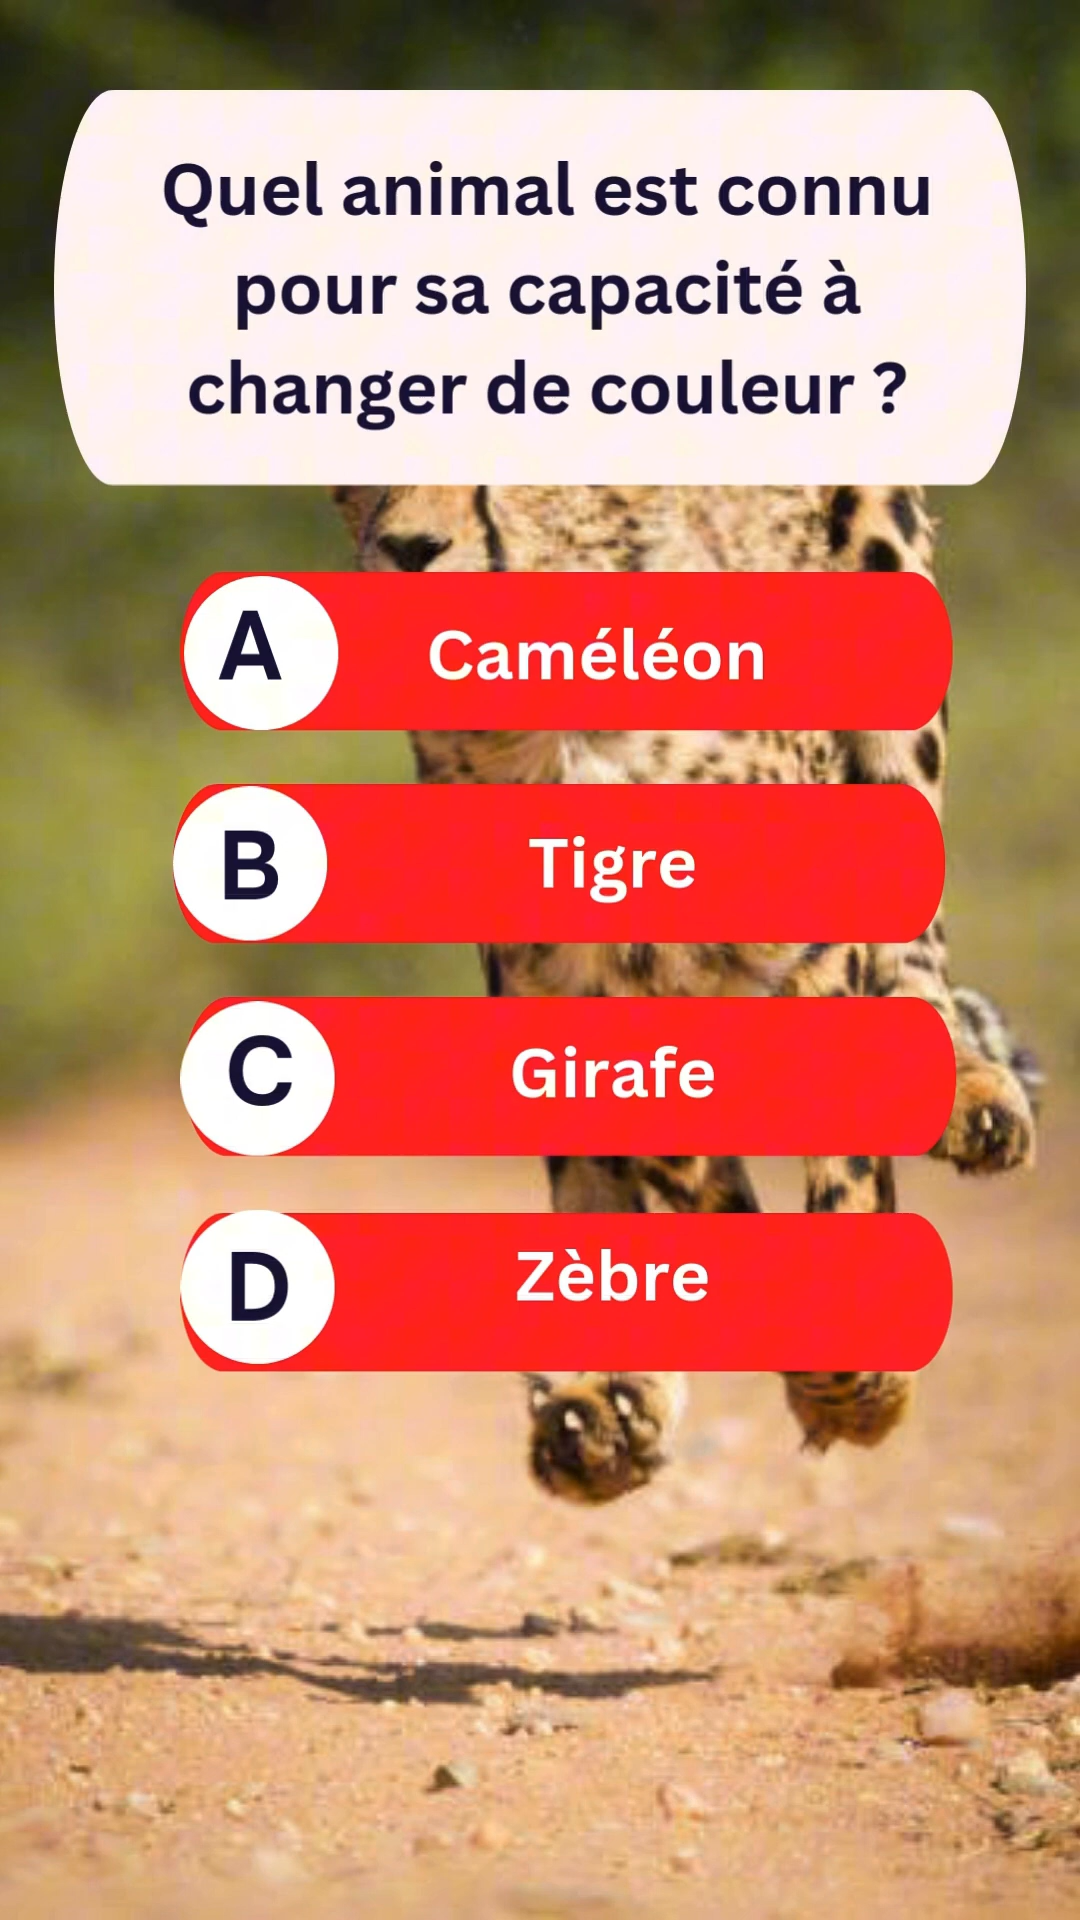 Quel animal est connu
pour sa capacité à
changer de couleur ?
A Caméléon
B Tigre
C Girafe
D Zèbre